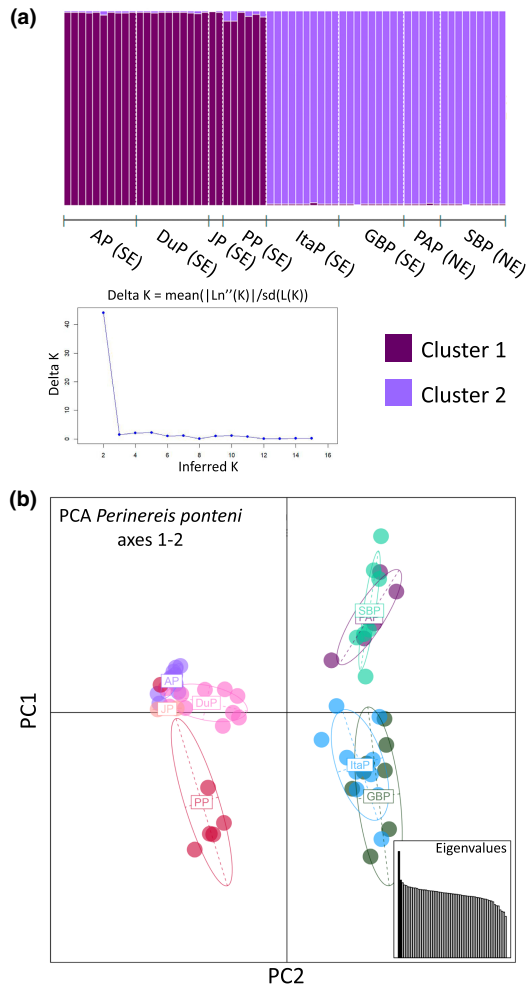 (a)
AP (SE)
DuP (SE)
JP (SE)
PP (SE)
ItaP (SE)
GBP (SE)
PAP (NE)
SBP (NE)
Delta K = mean(|Ln’’(K)|/sd(L(K))
Delta K
40
30
20
10
0
2 4 6 8 10 12 14 16
Inferred K
Cluster 1
Cluster 2
(b)
PCA Perinereis ponteni
axes 1-2
PAP
SBP
AP
DuP
JP
ItaP
PP
GBP
PC1
Eigenvalues
PC2